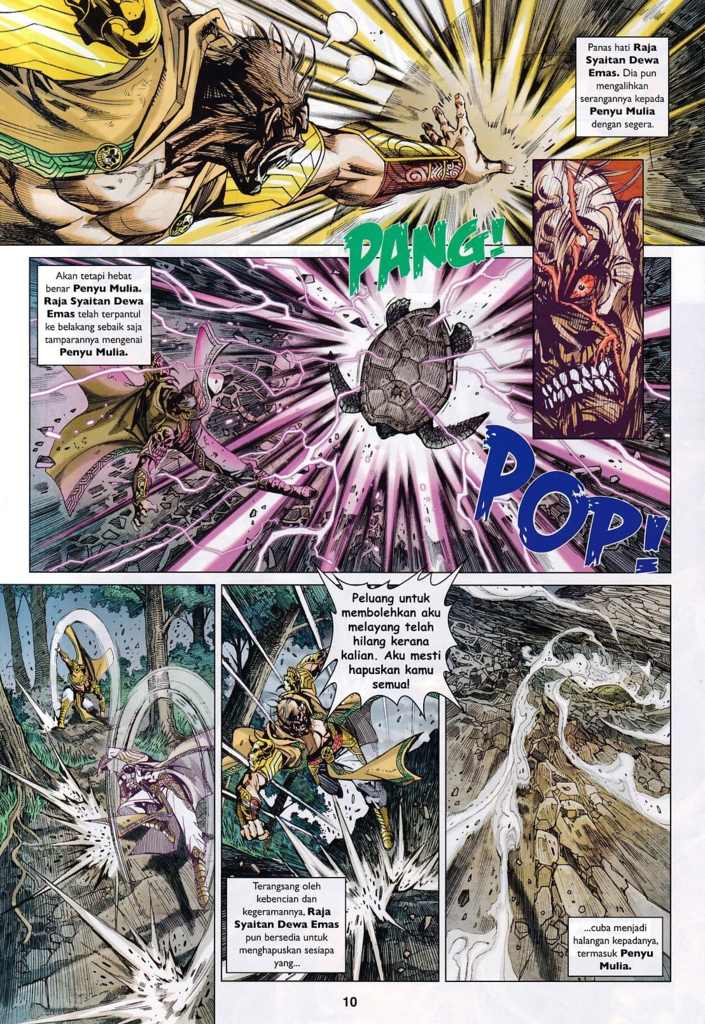 Panas hati Raja
Syaitan Dewa
Emas. Dia pun
mengalihkan
serangannya kepada
Penyu Mulia
dengan segera.
PANG!
Akan tetapi hebat
benar Penyu Mulia.
Raja Syaitan Dewa
Emas telah terpantul
ke belakang sebaik saja
tamparannya mengenai
Penyu Mulia.
POP!
Peluang untuk
membolehkan aku
melayang telah
hilang kerana
kalian. Aku mesti
hapuskan kamu
semua!
Terangsang oleh
kebencian dan
kegeramannya, Raja
Syaitan Dewa Emas
pun bersedia untuk
menghapuskan sesiapa
yang...
...cuba menjadi
halangan kepadanya,
termasuk Penyu
Mulia.
10